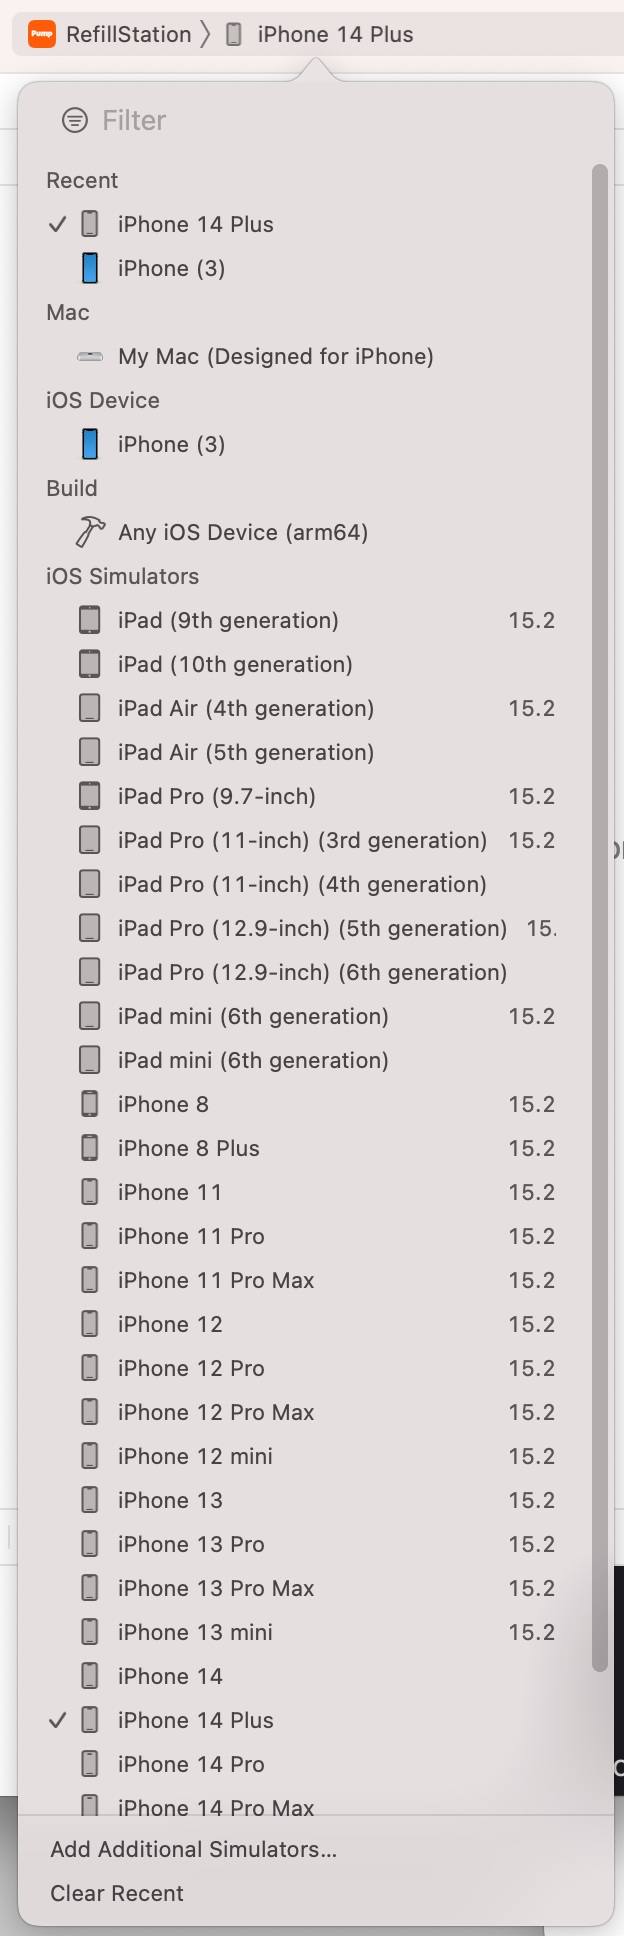 Pump RefillStation iPhone 14 Plus
Filter
Recent
iPhone 14 Plus
iPhone (3)
Mac
My Mac (Designed for iPhone)
iOS Device
iPhone (3)
Build
Any iOS Device (arm64)
iOS Simulators
iPad (9th generation) 15.2
iPad (10th generation)
iPad Air (4th generation) 15.2
iPad Air (5th generation)
iPad Pro (9.7-inch) 15.2
iPad Pro (11-inch) (3rd generation) 15.2
iPad Pro (11-inch) (4th generation)
iPad Pro (12.9-inch) (5th generation) 15.
iPad Pro (12.9-inch) (6th generation)
iPad mini (6th generation) 15.2
iPad mini (6th generation)
iPhone 8 15.2
iPhone 8 Plus 15.2
iPhone 11 15.2
iPhone 11 Pro 15.2
iPhone 11 Pro Max 15.2
iPhone 12 15.2
iPhone 12 Pro 15.2
iPhone 12 Pro Max 15.2
iPhone 12 mini 15.2
iPhone 13 15.2
iPhone 13 Pro 15.2
iPhone 13 Pro Max 15.2
iPhone 13 mini 15.2
iPhone 14
iPhone 14 Plus
iPhone 14 Pro
iPhone 14 Pro Max
Add Additional Simulators...
Clear Recent